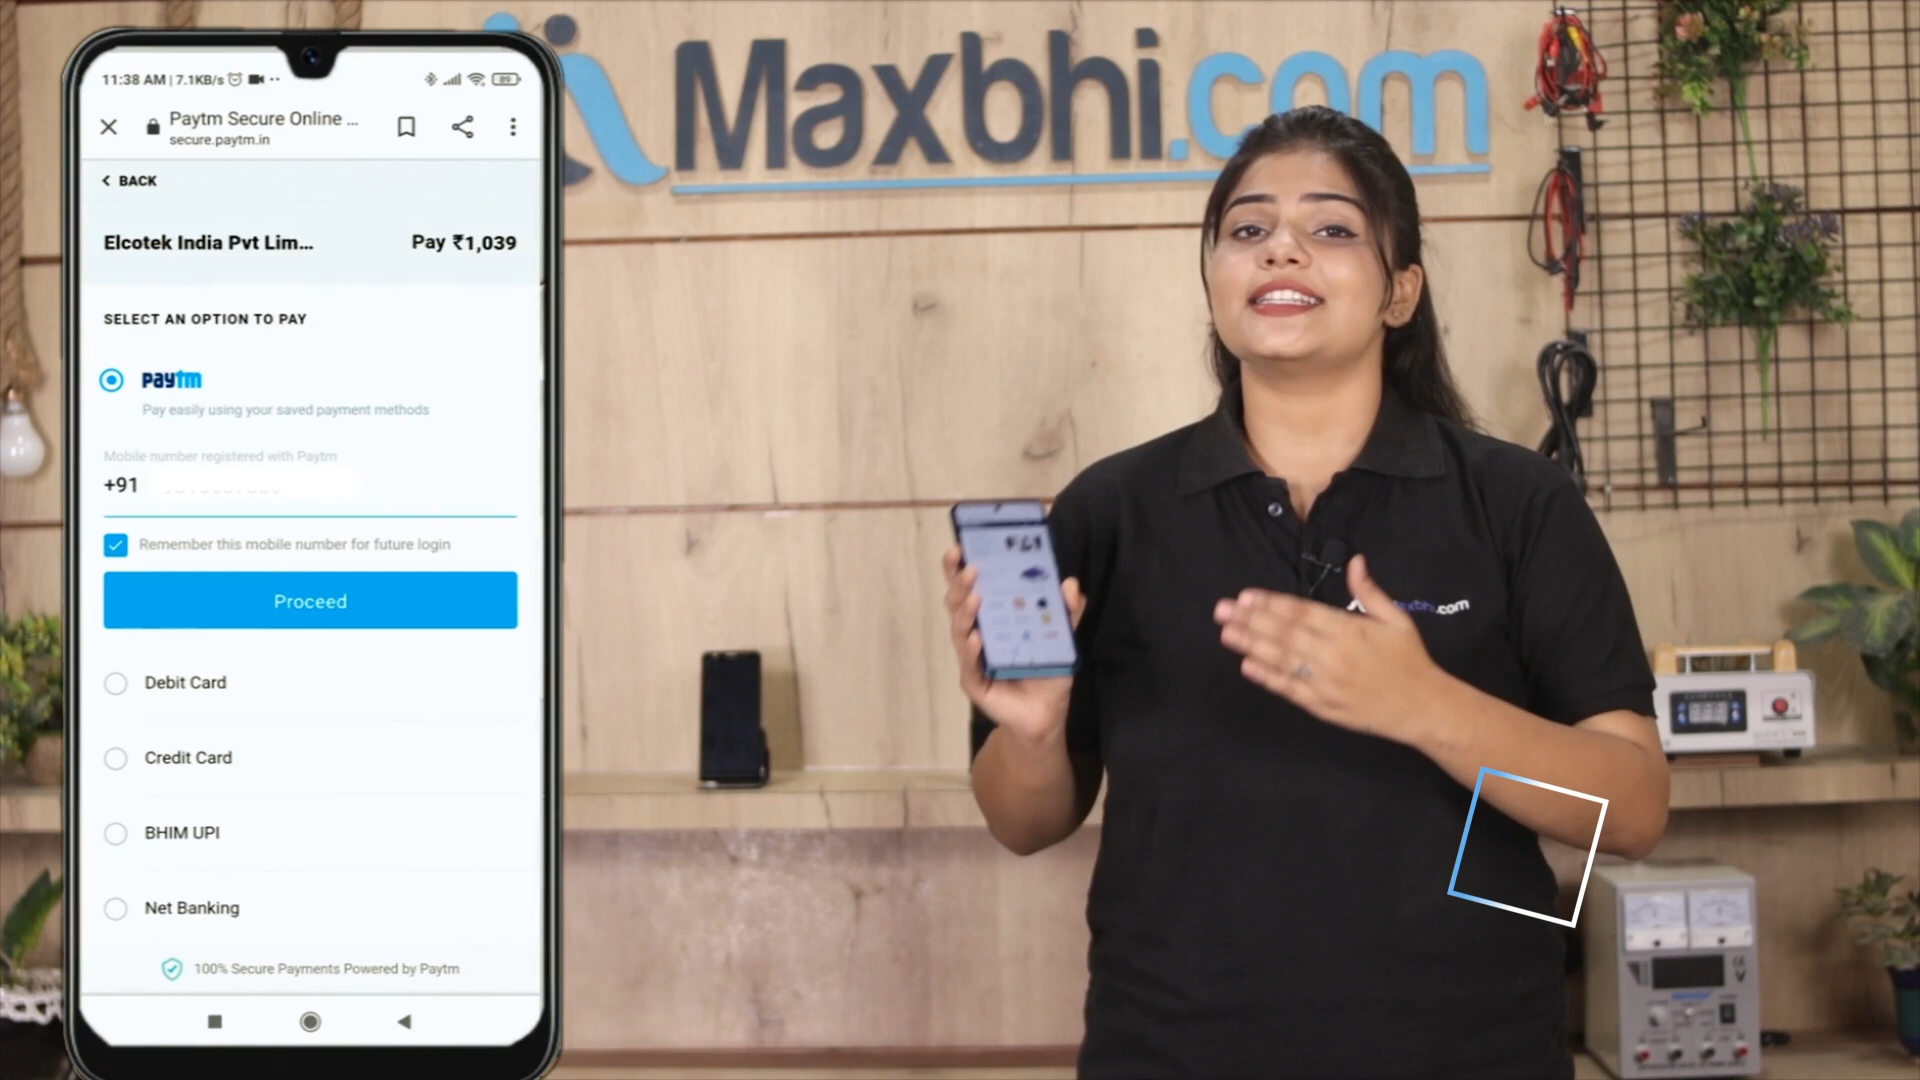 11:38 AM | 7.1KB/s
89
Paytm Secure Online ...
secure.paytm.in
BACK
Elcotek India Pvt Lim...
Pay ₹1,039
SELECT AN OPTION TO PAY
paytm
Pay easily using your saved payment methods
Mobile number registered with Paytm
+91
Remember this mobile number for future login
Proceed
Debit Card
Credit Card
BHIM UPI
Net Banking
100% Secure Payments Powered by Paytm
Maxbhi.com
Maxbhi.com